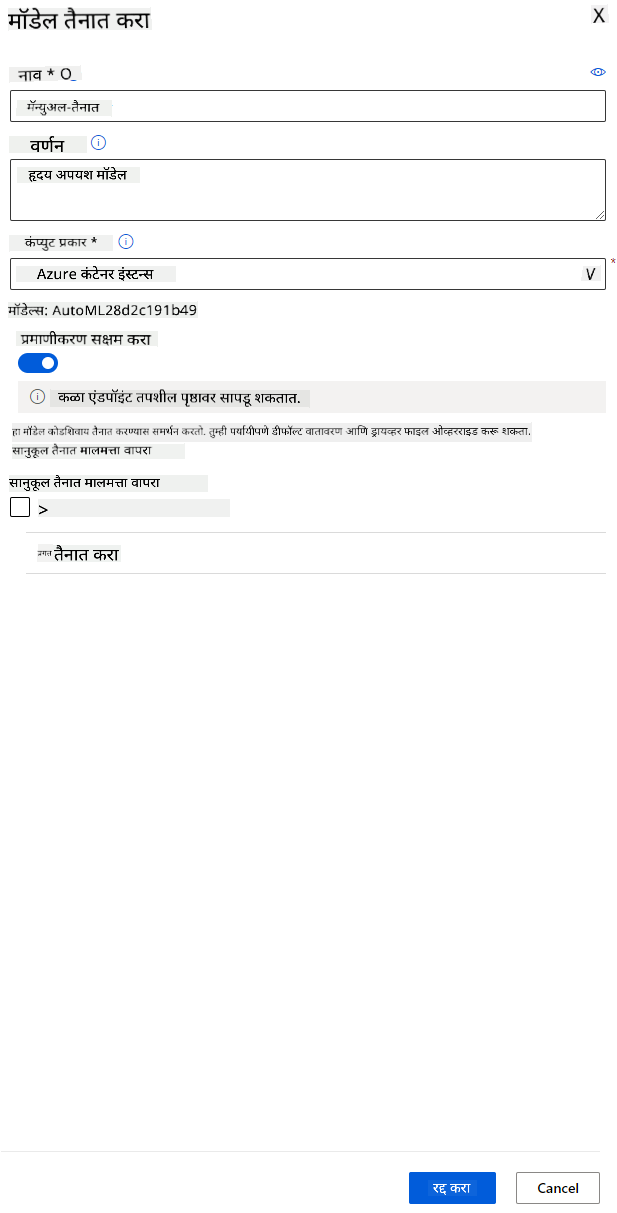 मॉडेल तैनात करा X
नाव * O
मॅन्युअल-तैनात
वर्णन
हृदय अपयश मॉडेल
कंप्युट प्रकार *
Azure कंटेनर इंस्टन्स V
*
मॉडेल्स: AutoML28d2c191b49
प्रमाणीकरण सक्षम करा
कळा एंडपॉइंट तपशील पृष्ठावर सापडू शकतात.
हा मॉडेल कोडशिवाय तैनात करण्यास समर्थन करतो. तुम्ही पर्यायीपणे डीफॉल्ट वातावरण आणि ड्रायव्हर फाइल ओव्हरराइड करू शकता.
सानुकूल तैनात मालमत्ता वापरा
सानुकूल तैनात मालमत्ता वापरा
>
प्रगत तैनात करा
रद्द करा Cancel